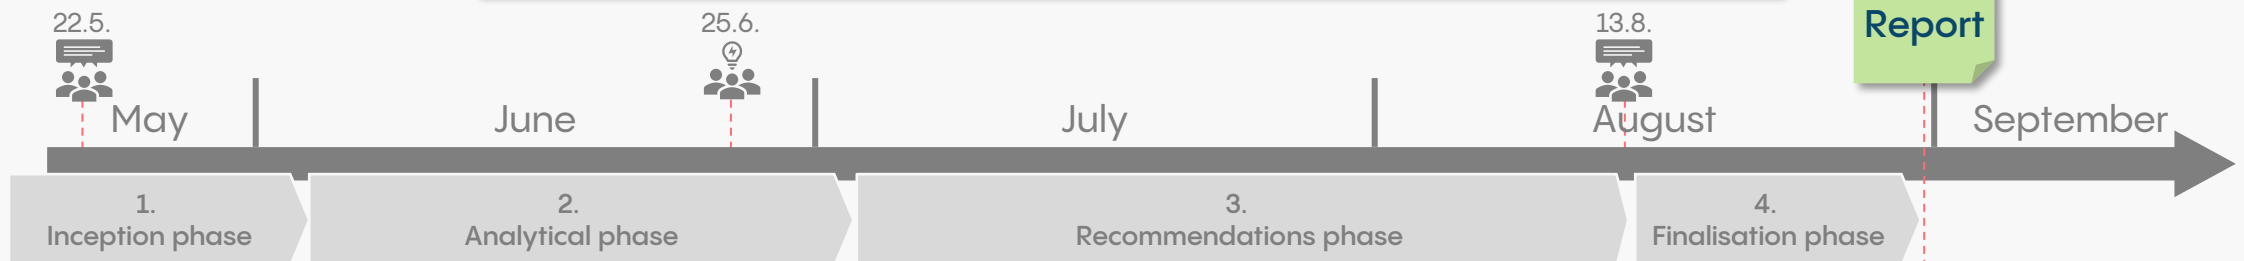 22.5.
25.6.
13.8.
Report
May
June
July
August
September
1.
Inception phase
2.
Analytical phase
3.
Recommendations phase
4.
Finalisation phase